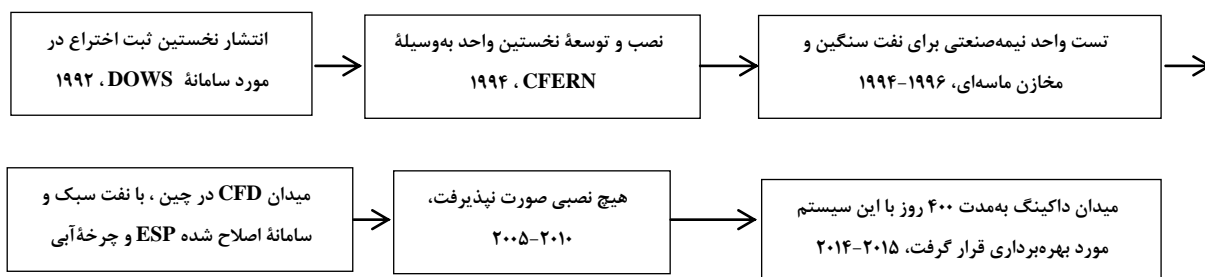 انتشار نخستین ثبت اختراع در
مورد سامانهٔ DOWS ، ۱۹۹۲
نصب و توسعهٔ نخستین واحد به‌وسیلهٔ
CFERN ، ۱۹۹۴
تست واحد نیمه‌صنعتی برای نفت سنگین و
مخازن ماسه‌ای، ۱۹۹۶-۱۹۹۴
میدان CFD در چین ، با نفت سبک و
سامانهٔ اصلاح شده ESP و چرخهٔ‌آبی
هیچ نصبی صورت نپذیرفت،
۲۰۱۰-۲۰۰۵
میدان داکینگ به‌مدت ۴۰۰ روز با این سیستم
مورد بهره‌برداری قرار گرفت، ۲۰۱۵-۲۰۱۴